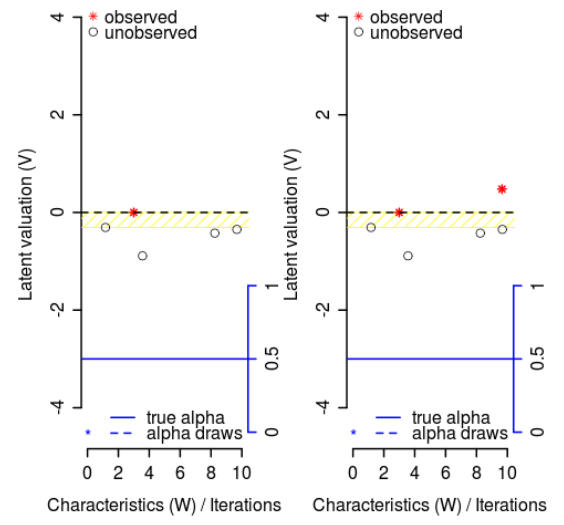 observed
unobserved
4
2
0
-2
-4
Latent valuation (V)
1
0.5
0
true alpha
alpha draws
0 2 4 6 8 10
Characteristics (W) / Iterations
observed
unobserved
4
2
0
-2
-4
Latent valuation (V)
1
0.5
0
true alpha
alpha draws
0 2 4 6 8 10
Characteristics (W) / Iterations